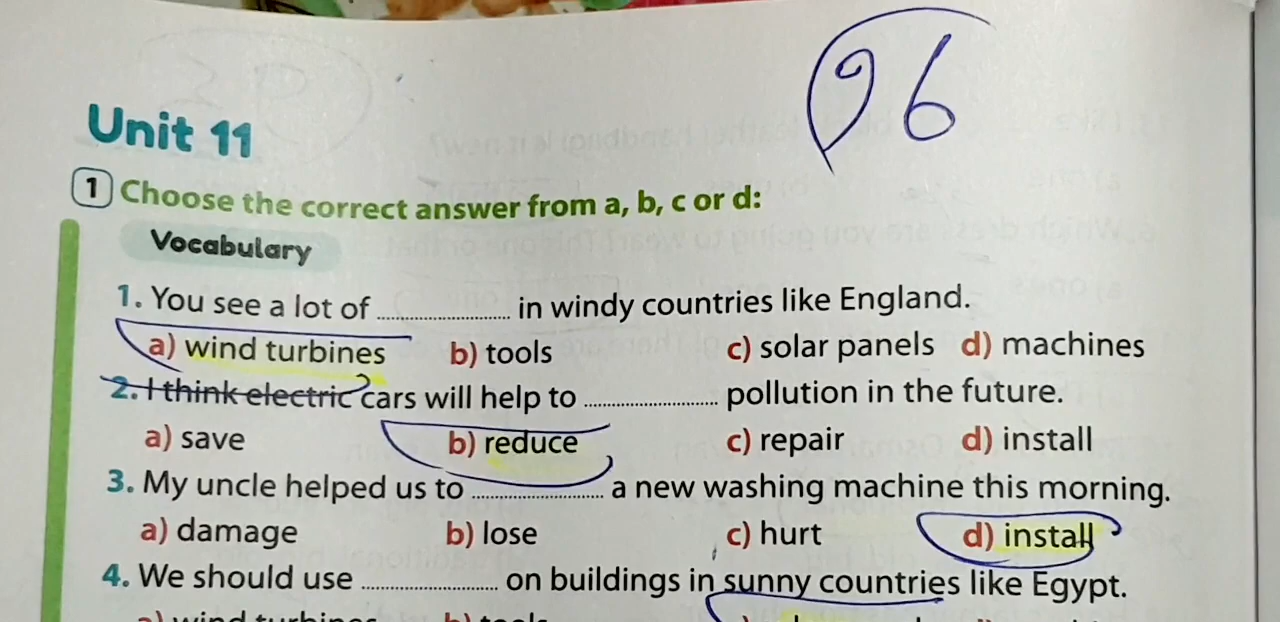 96
Unit 11
1 Choose the correct answer from a, b, c or d:
Vocabulary
1. You see a lot of .................. in windy countries like England.
a) wind turbines b) tools c) solar panels d) machines
2. I think electric cars will help to .................. pollution in the future.
a) save b) reduce c) repair d) install
3. My uncle helped us to .................. a new washing machine this morning.
a) damage b) lose c) hurt d) install
4. We should use .................. on buildings in sunny countries like Egypt.
a) wind turbines b) tools